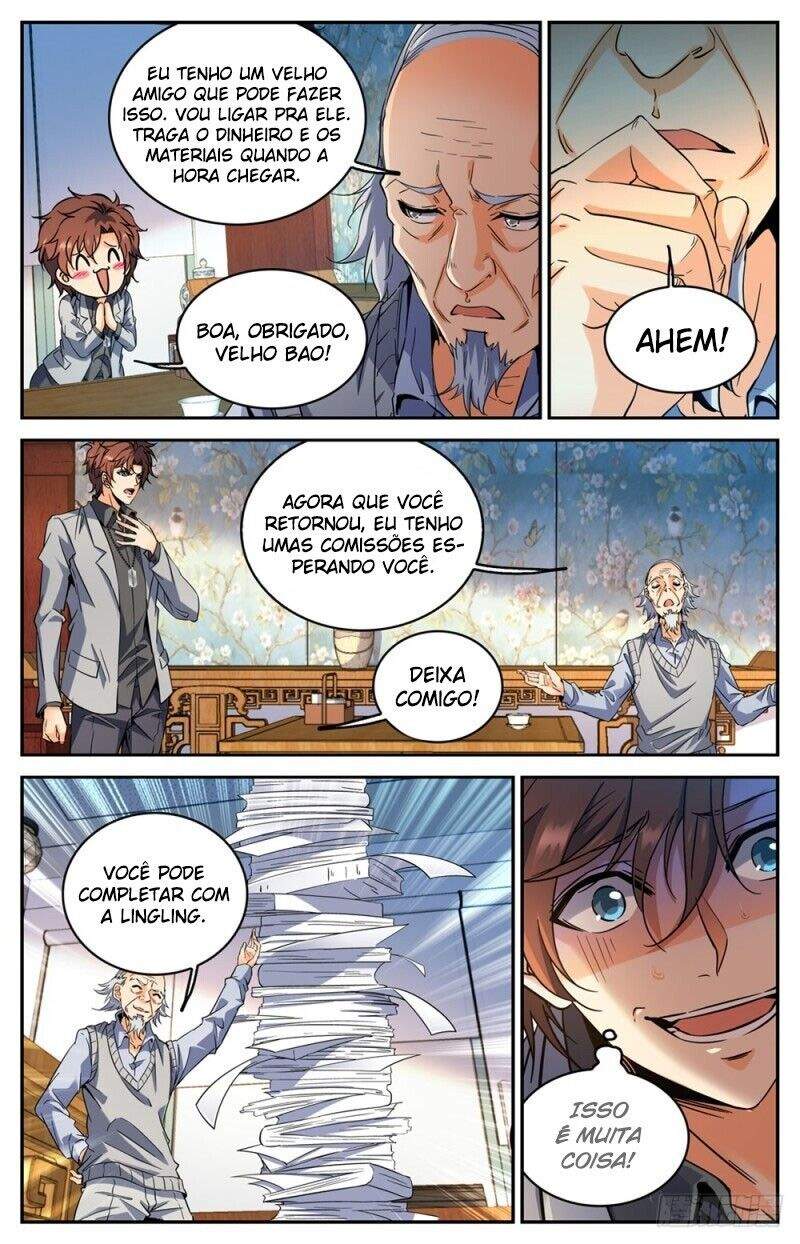 EU TENHO UM VELHO
AMIGO QUE PODE FAZER
ISSO. VOU LIGAR PRA ELE.
TRAGA O DINHEIRO E OS
MATERIAIS QUANDO A
HORA CHEGAR.
BOA, OBRIGADO,
VELHO BAO!
AHEM!
AGORA QUE VOCÊ
RETORNOU, EU TENHO
UMAS COMISSÕES ES-
PERANDO VOCÊ.
DEIXA
COMIGO!
VOCÊ PODE
COMPLETAR COM
A LINGLING.
ISSO
É MUITA
COISA!